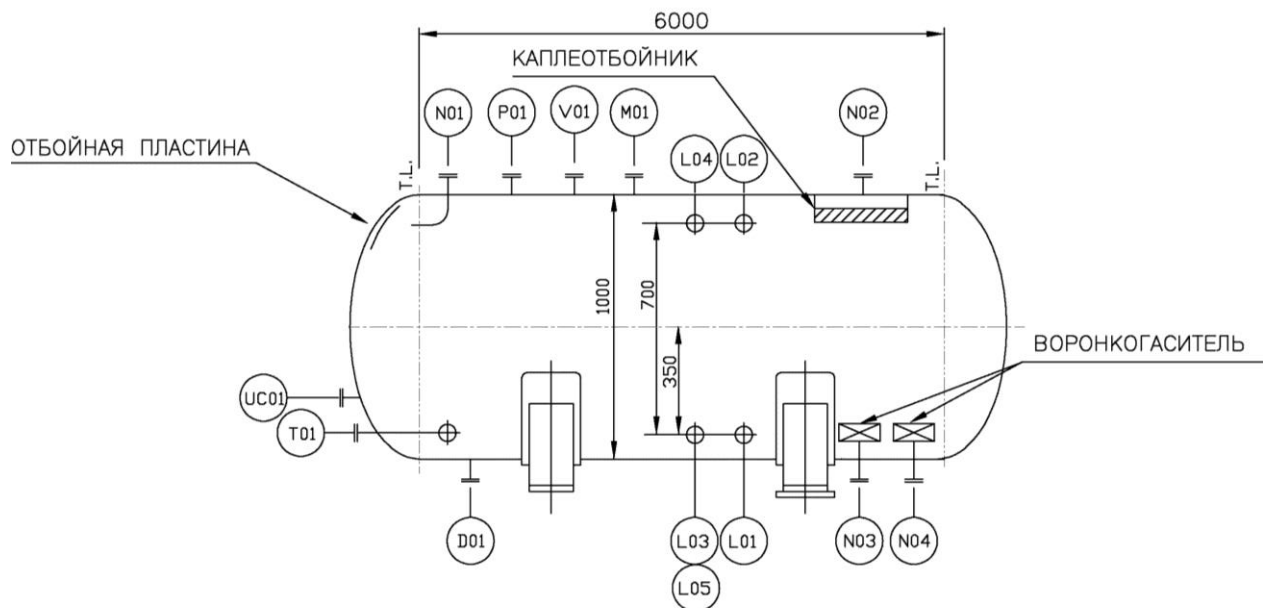 6000
КАПЛЕОТБОЙНИК
N01
P01
V01
M01
N02
ОТБОЙНАЯ ПЛАСТИНА
T.L.
L04
L02
T.L.
1000
700
350
ВОРОНКОГАСИТЕЛЬ
UC01
T01
D01
L03
L01
N03
N04
L05